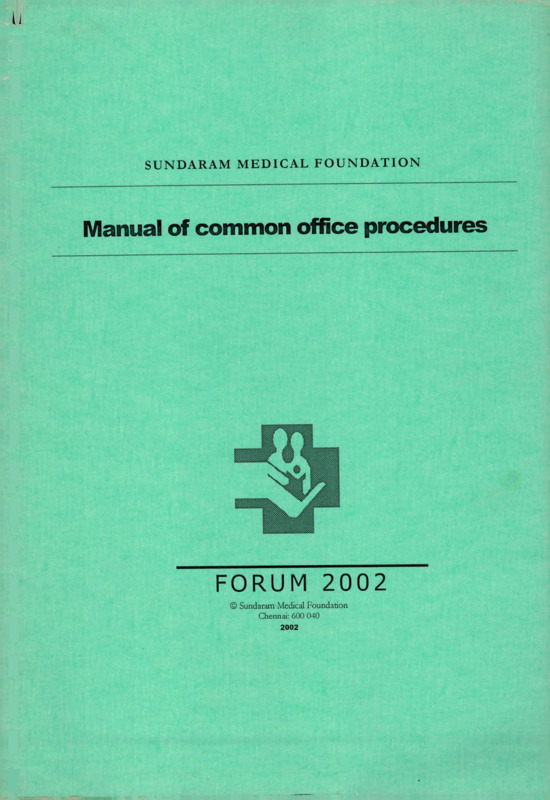 SUNDARAM MEDICAL FOUNDATION
Manual of common office procedures
FORUM 2002
© Sundaram Medical Foundation
Chennai: 600 040
2002